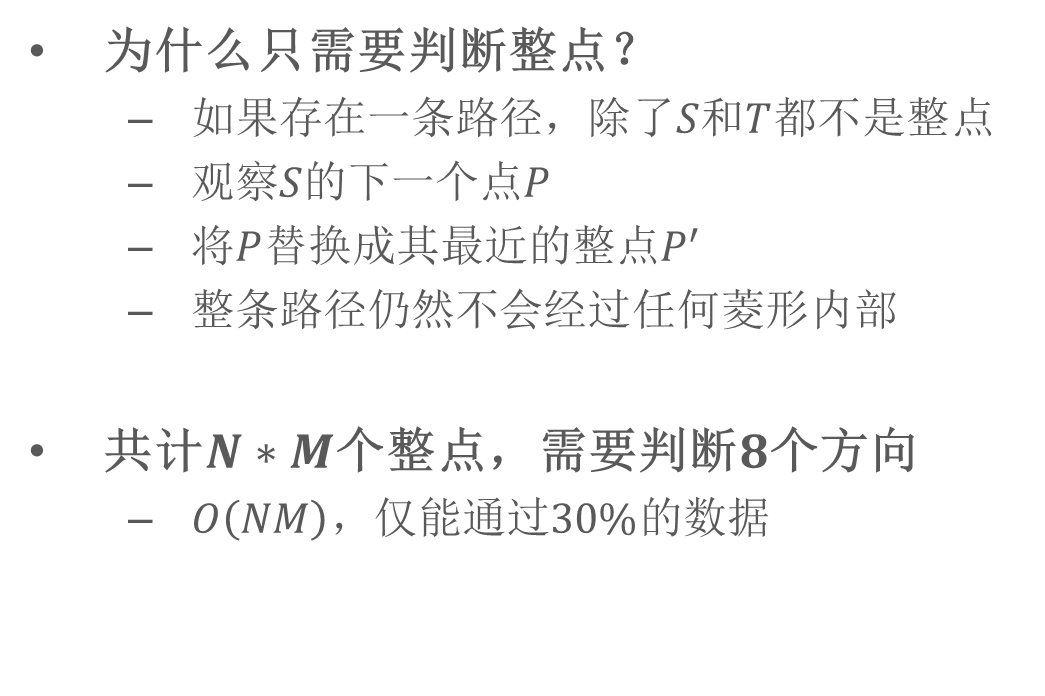 • 为什么只需要判断整点？
– 如果存在一条路径，除了S和T都不是整点
– 观察S的下一个点P
– 将P替换成其最近的整点P′
– 整条路径仍然不会经过任何菱形内部
• 共计N ∗ M个整点，需要判断8个方向
– O(NM)，仅能通过30%的数据